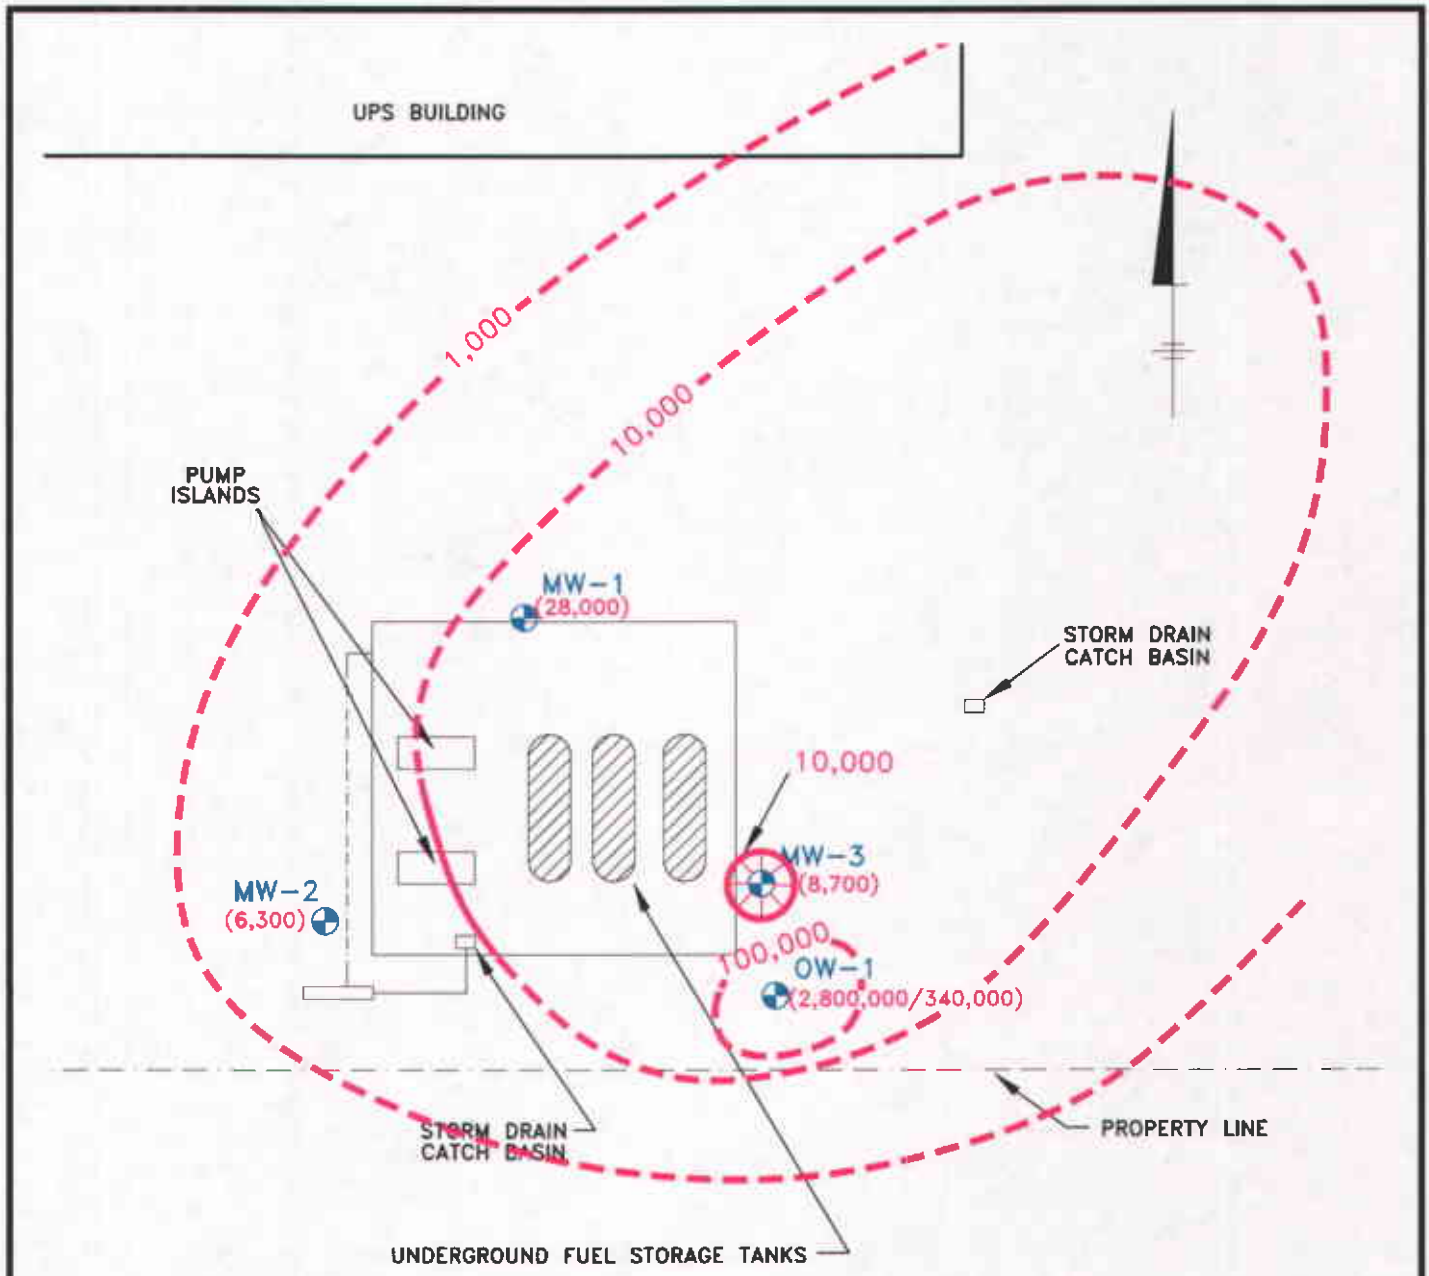 UPS BUILDING
1,000
10,000
PUMP
ISLANDS
MW-1
(28,000)
STORM DRAIN
CATCH BASIN
10,000
MW-3
(8,700)
MW-2
(6,300)
100,000
OW-1
(2,800,000/340,000)
STORM DRAIN
CATCH BASIN
PROPERTY LINE
UNDERGROUND FUEL STORAGE TANKS